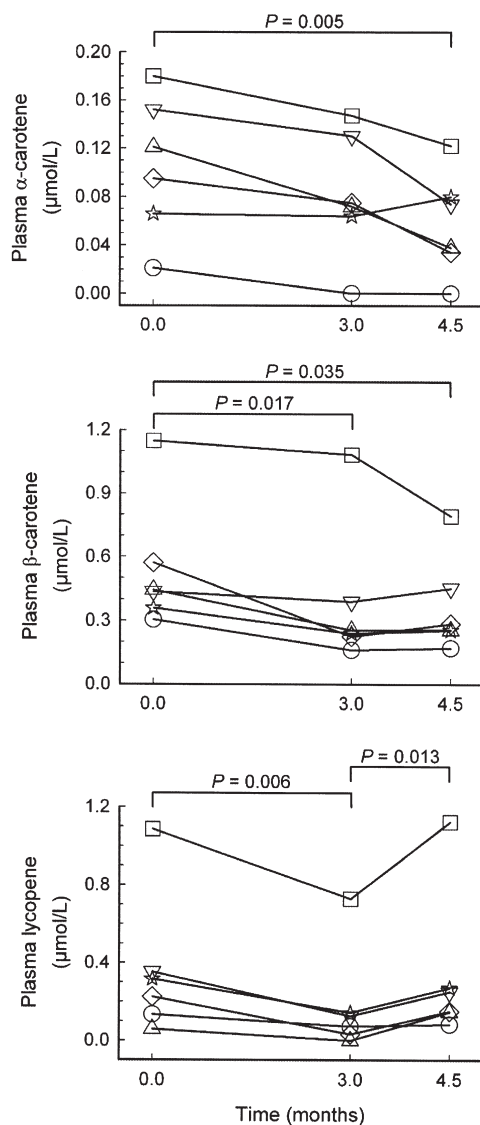 P = 0.005
0.20
0.16
0.12
0.08
0.04
0.00
Plasma α-carotene
(μmol/L)
0.0 3.0 4.5
P = 0.035
P = 0.017
1.2
0.9
0.6
0.3
0.0
Plasma β-carotene
(μmol/L)
0.0 3.0 4.5
P = 0.013
P = 0.006
1.2
0.8
0.4
0.0
Plasma lycopene
(μmol/L)
0.0 3.0 4.5
Time (months)